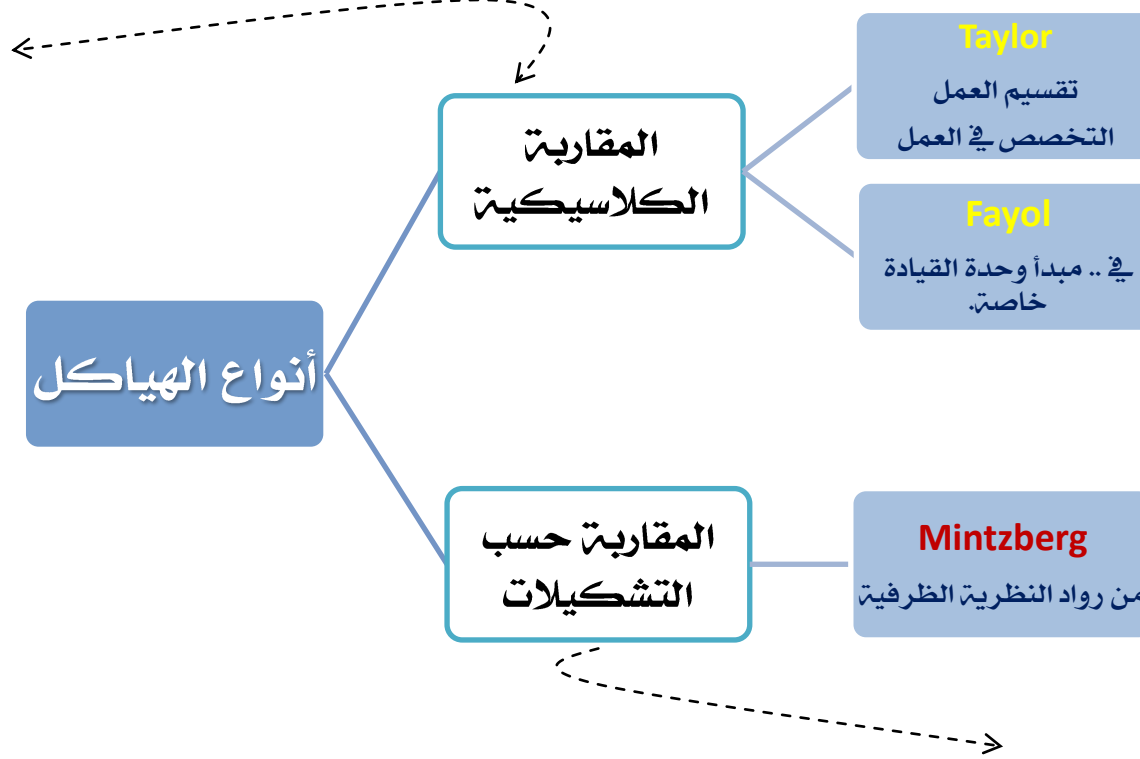 Taylor
تقسيم العمل
التخصص في العمل
المقاربة
الكلاسيكية
Fayol
في .. مبدأ وحدة القيادة
خاصة.
أنواع الهياكل
المقاربة حسب
التشكيلات
Mintzberg
من رواد النظرية الظرفية